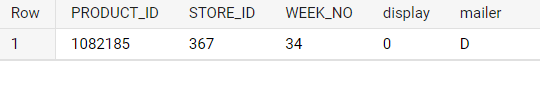 Row PRODUCT_ID STORE_ID WEEK_NO display mailer
1 1082185 367 34 0 D